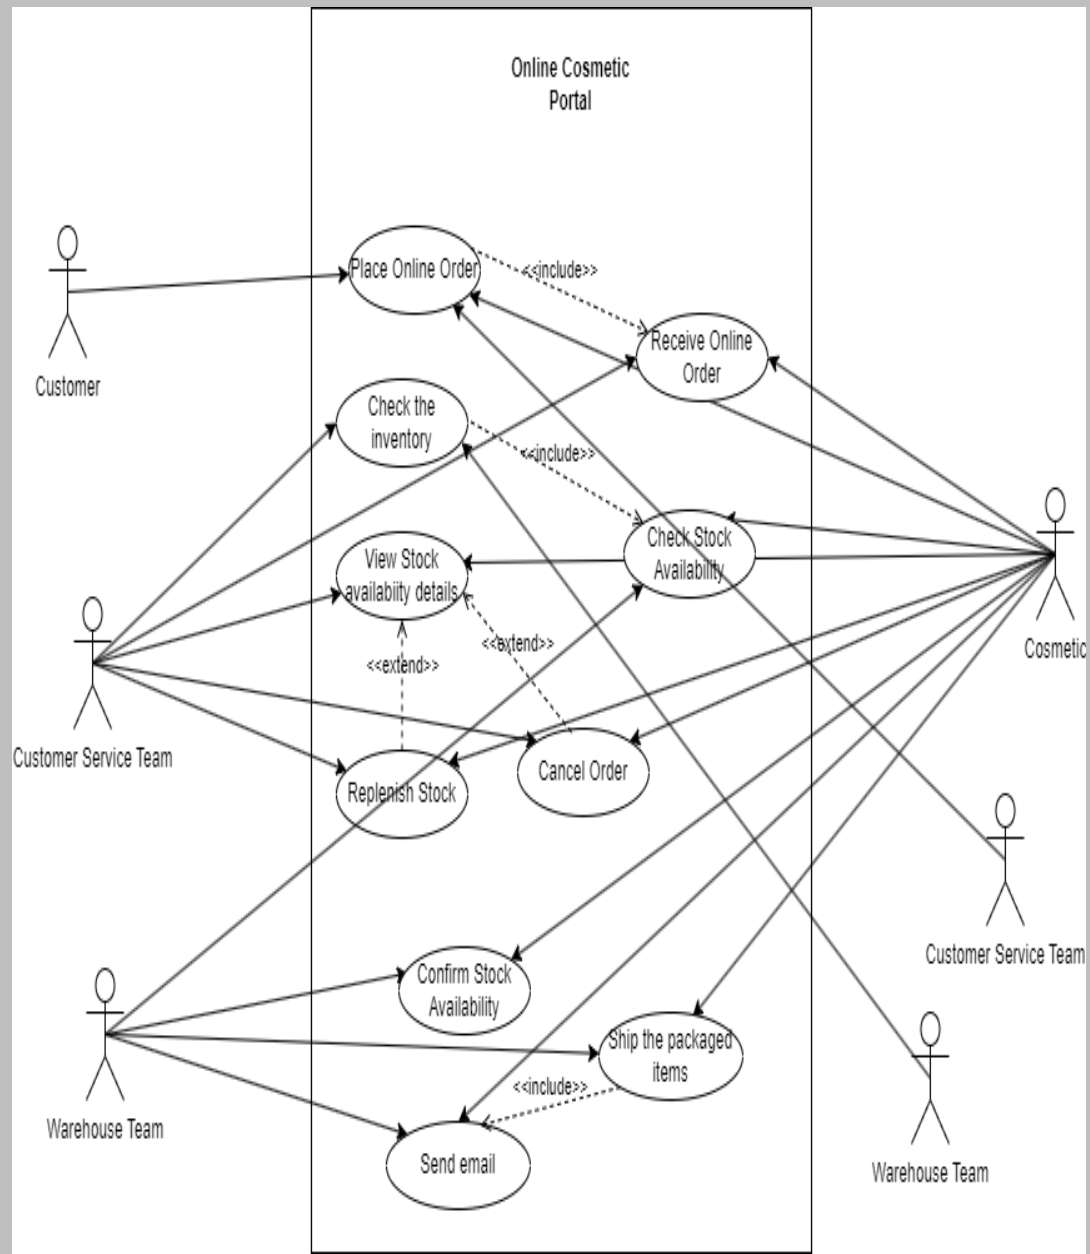 Online Cosmetic
Portal
Place Online Order
<<include>>
Receive Online
Order
Customer
Check the
inventory
<<include>>
Check Stock
Availability
View Stock
availabiity details
<<extend>>
<<extend>>
Cosmetic
Customer Service Team
Replenish Stock
Cancel Order
Customer Service Team
Confirm Stock
Availability
Ship the packaged
items
<<include>>
Warehouse Team
Send email
Warehouse Team